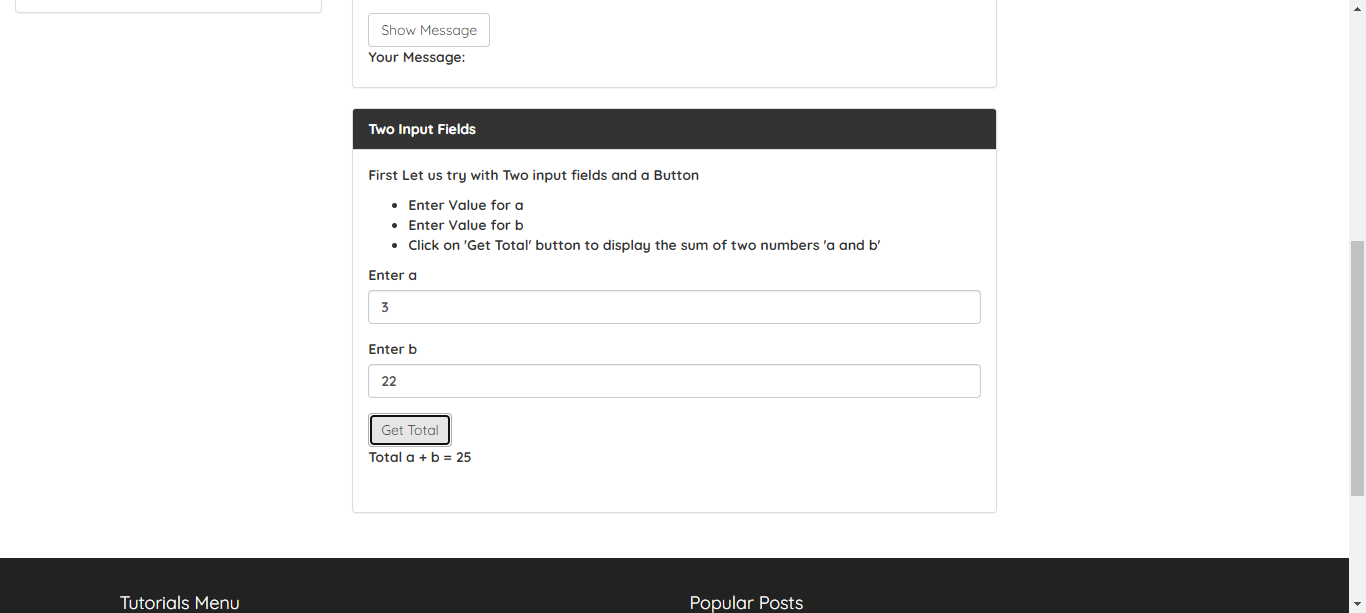 Show Message
Your Message:
Two Input Fields
First Let us try with Two input fields and a Button
Enter Value for a
Enter Value for b
Click on 'Get Total' button to display the sum of two numbers 'a and b'
Enter a
3
Enter b
22
Get Total
Total a + b = 25
Tutorials Menu
Popular Posts